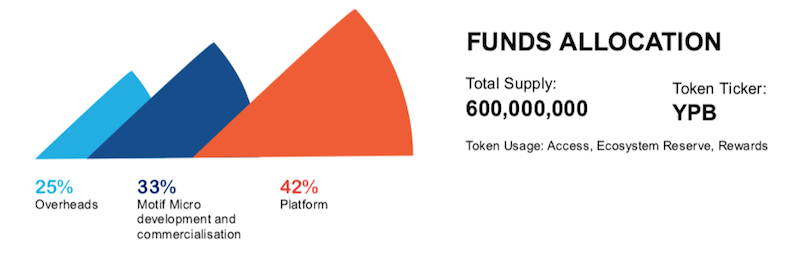 25%
Overheads
33%
Motif Micro
development and
commercialisation
42%
Platform
FUNDS ALLOCATION
Total Supply:
600,000,000
Token Ticker:
YPB
Token Usage: Access, Ecosystem Reserve, Rewards